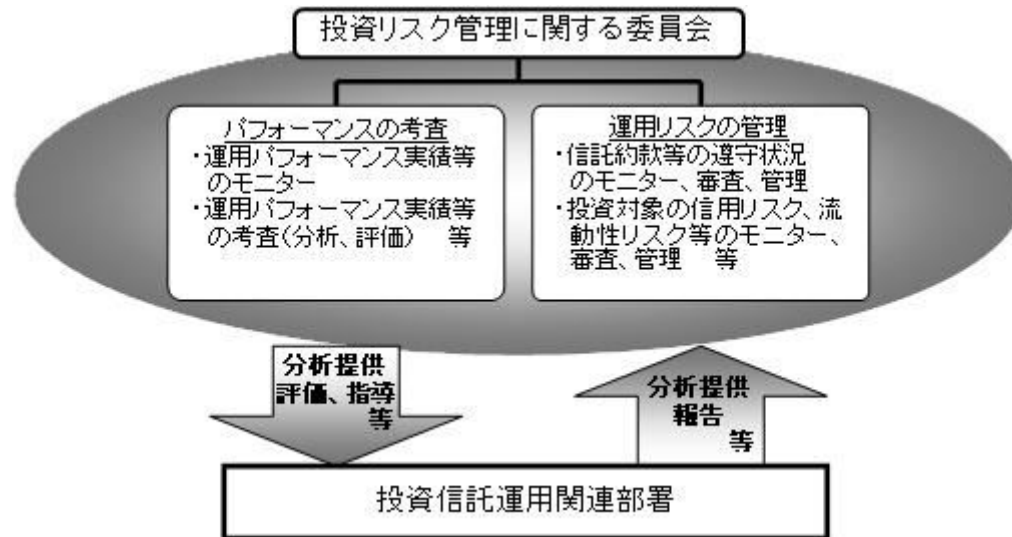 投資リスク管理に関する委員会
パフォーマンスの考査
・運用パフォーマンス実績等
のモニター
・運用パフォーマンス実績等
の考査(分析、評価)　等
運用リスクの管理
・信託約款等の遵守状況
のモニター、審査、管理
・投資対象の信用リスク、流
動性リスク等のモニター、
審査、管理　等
分析提供
評価、指導
等
分析提供
報告
等
投資信託運用関連部署